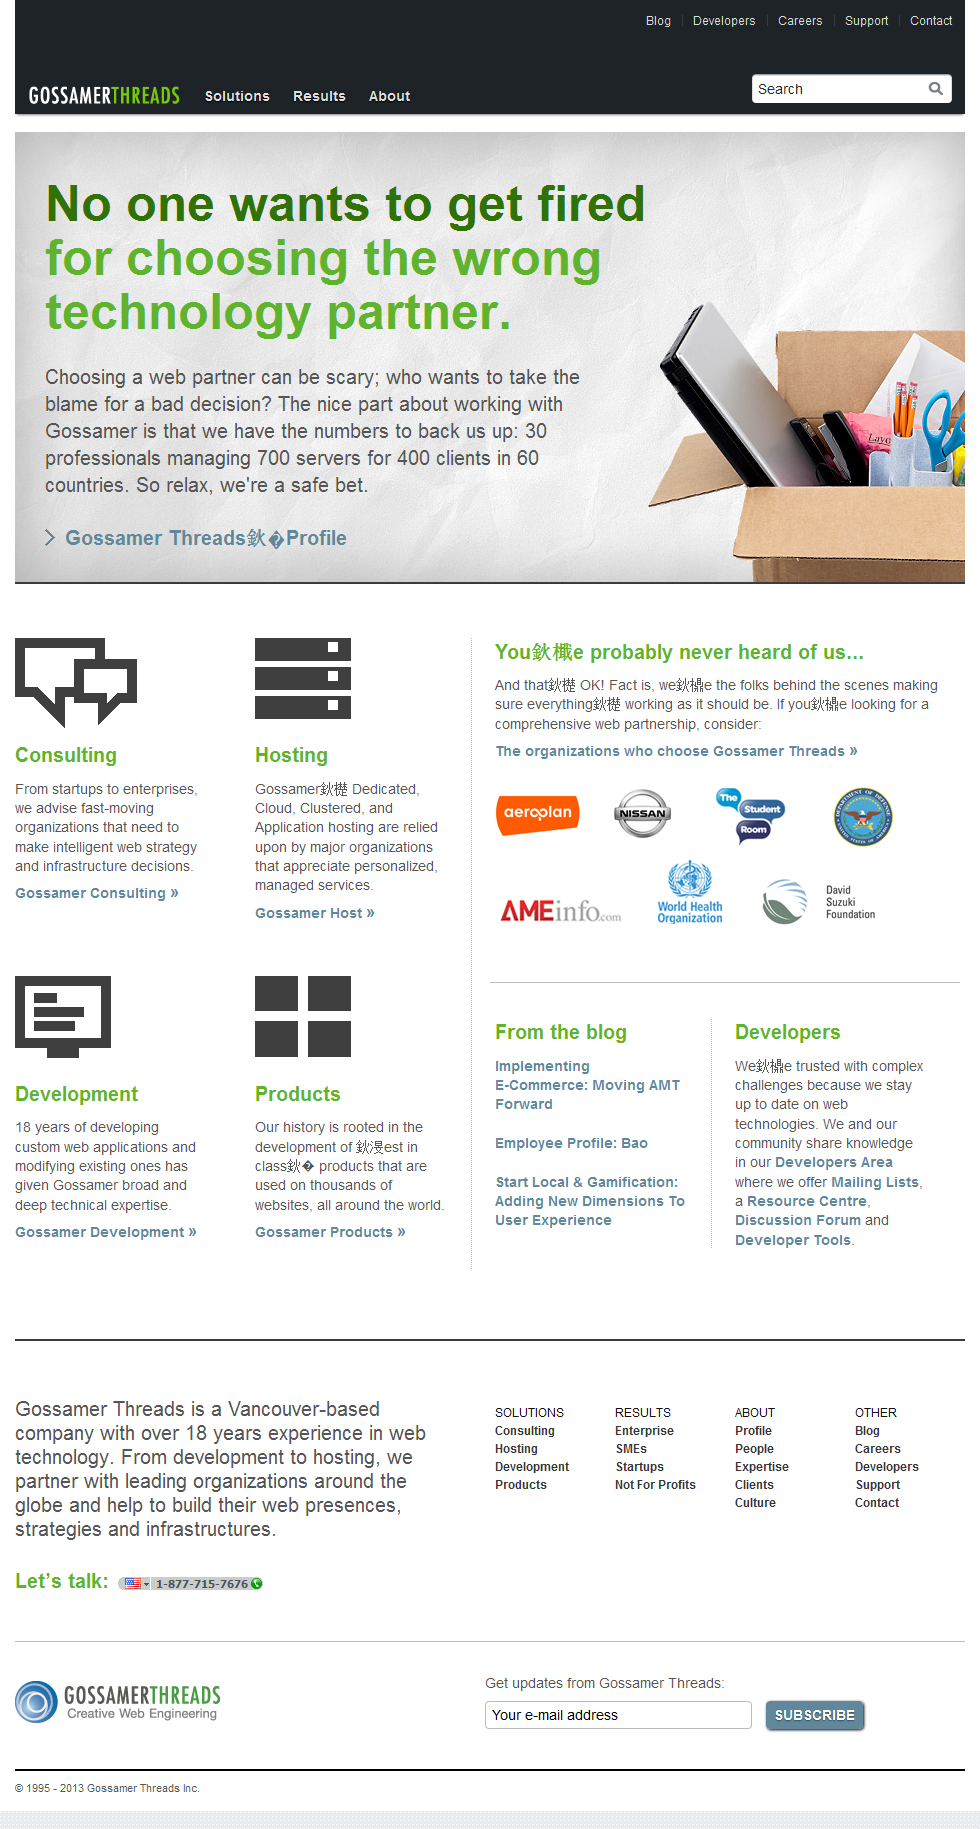 Blog Developers Careers Support Contact
GOSSAMERTHREADS Solutions Results About Search
No one wants to get fired
for choosing the wrong
technology partner.
Choosing a web partner can be scary; who wants to take the
blame for a bad decision? The nice part about working with
Gossamer is that we have the numbers to back us up: 30
professionals managing 700 servers for 400 clients in 60
countries. So relax, we're a safe bet.
Gossamer Threads鈥�Profile
Consulting
From startups to enterprises,
we advise fast-moving
organizations that need to
make intelligent web strategy
and infrastructure decisions.
Gossamer Consulting »
Hosting
Gossamer鈥檚 Dedicated,
Cloud, Clustered, and
Application hosting are relied
upon by major organizations
that appreciate personalized,
managed services.
Gossamer Host »
You鈥檙e probably never heard of us...
And that鈥檚 OK! Fact is, we鈥檙e the folks behind the scenes making
sure everything鈥檚 working as it should be. If you鈥檙e looking for a
comprehensive web partnership, consider:
The organizations who choose Gossamer Threads »
aeroplan
NISSAN
The
Student
Room
DEPARTMENT OF DEFENSE
UNITED STATES OF AMERICA
AMEinfo.com
World Health
Organization
David
Suzuki
Foundation
Development
18 years of developing
custom web applications and
modifying existing ones has
given Gossamer broad and
deep technical expertise.
Gossamer Development »
Products
Our history is rooted in the
development of 鈥渂est in
class鈥� products that are
used on thousands of
websites, all around the world.
Gossamer Products »
From the blog
Implementing
E-Commerce: Moving AMT
Forward
Employee Profile: Bao
Start Local & Gamification:
Adding New Dimensions To
User Experience
Developers
We鈥檙e trusted with complex
challenges because we stay
up to date on web
technologies. We and our
community share knowledge
in our Developers Area
where we offer Mailing Lists,
a Resource Centre,
Discussion Forum and
Developer Tools.
Gossamer Threads is a Vancouver-based
company with over 18 years experience in web
technology. From development to hosting, we
partner with leading organizations around the
globe and help to build their web presences,
strategies and infrastructures.
Let’s talk: 1-877-715-7676
SOLUTIONS
Consulting
Hosting
Development
Products
RESULTS
Enterprise
SMEs
Startups
Not For Profits
ABOUT
Profile
People
Expertise
Clients
Culture
OTHER
Blog
Careers
Developers
Support
Contact
GOSSAMERTHREADS
Creative Web Engineering
Get updates from Gossamer Threads:
Your e-mail address SUBSCRIBE
© 1995 - 2013 Gossamer Threads Inc.